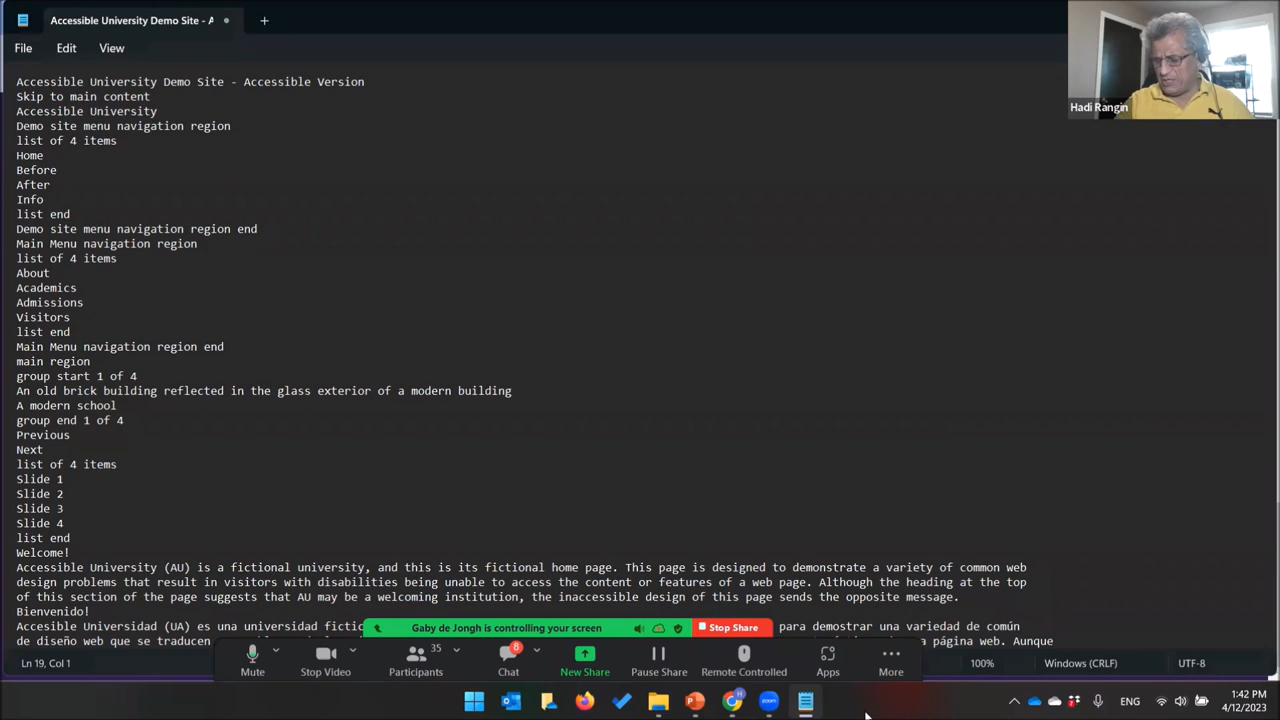 Accessible University Demo Site - A
File Edit View
Hadi Rangin
Accessible University Demo Site - Accessible Version
Skip to main content
Accessible University
Demo site menu navigation region
list of 4 items
Home
Before
After
Info
list end
Demo site menu navigation region end
Main Menu navigation region
list of 4 items
About
Academics
Admissions
Visitors
list end
Main Menu navigation region end
main region
group start 1 of 4
An old brick building reflected in the glass exterior of a modern building
A modern school
group end 1 of 4
Previous
Next
list of 4 items
Slide 1
Slide 2
Slide 3
Slide 4
list end
Welcome!
Accessible University (AU) is a fictional university, and this is its fictional home page. This page is designed to demonstrate a variety of common web
design problems that result in visitors with disabilities being unable to access the content or features of a web page. Although the heading at the top
of this section of the page suggests that AU may be a welcoming institution, the inaccessible design of this page sends the opposite message.
Bienvenido!
Accesible Universidad (UA) es una universidad fictic para demostrar una variedad de común
de diseño web que se traducen a página web. Aunque
Gaby de Jongh is controlling your screen Stop Share
8 35
Mute Stop Video Participants Chat New Share Pause Share Remote Controlled Apps More
Ln 19, Col 1 100% Windows (CRLF) UTF-8
ENG 1:42 PM
4/12/2023